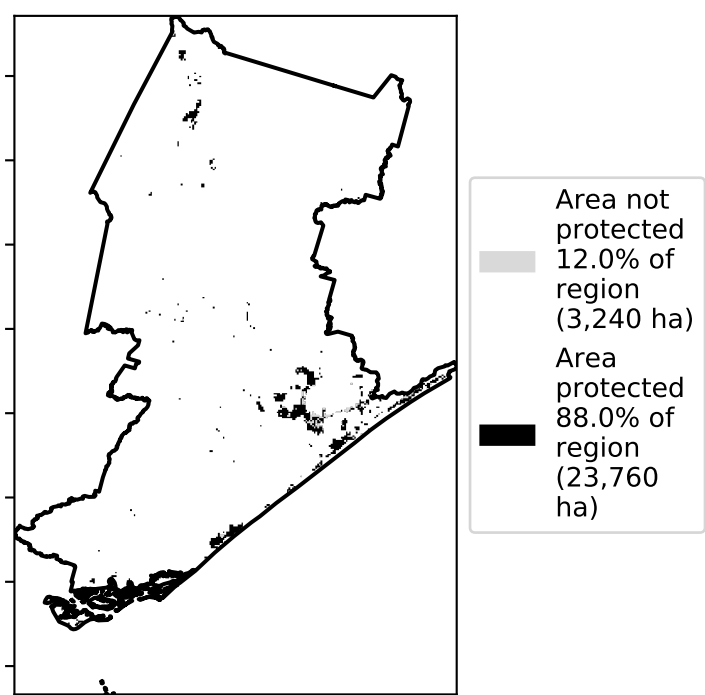 Area not
protected
12.0% of
region
(3,240 ha)
Area
protected
88.0% of
region
(23,760
ha)